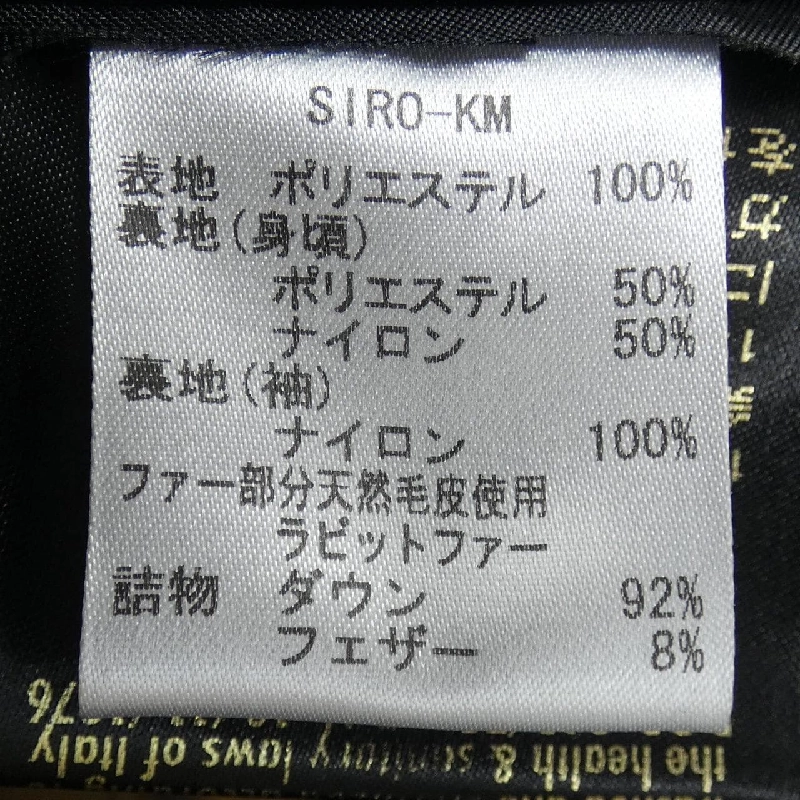 SIRO-KM
表地 ポリエステル 100%
裏地(身頃)
ポリエステル 50%
ナイロン 50%
裏地(袖)
ナイロン 100%
ファー部分天然毛皮使用
ラビットファー
詰物 ダウン 92%
フェザー 8%
the health & sanitary laws of Italy